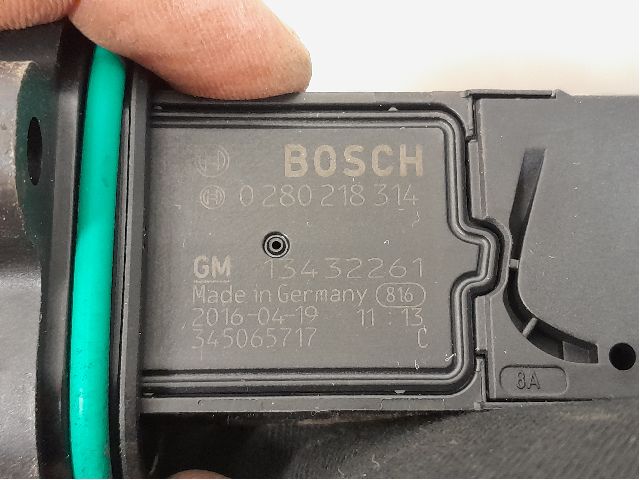 BOSCH
0 280 218 314
GM 13432261
Made in Germany 816
2016-04-19 11:13
345065717 C
8A